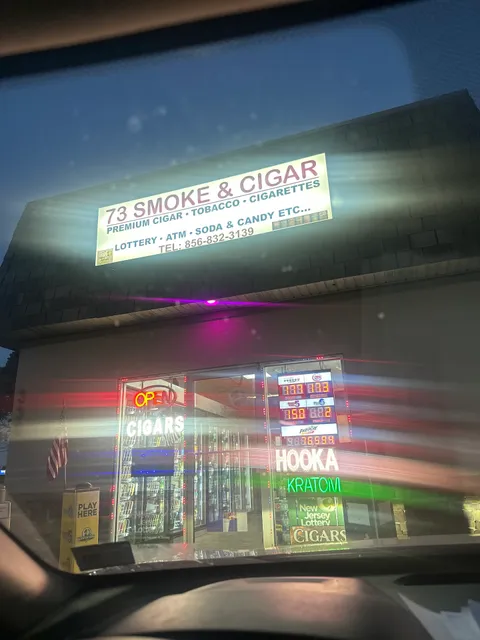 73 SMOKE & CIGAR
PREMIUM CIGAR • TOBACCO • CIGARETTES
LOTTERY • ATM • SODA & CANDY ETC...
TEL: 856-832-3139
OPEN
CIGARS
HOOKA
KRATOM
PLAY
HERE
New
Jersey
Lottery
CIGARS